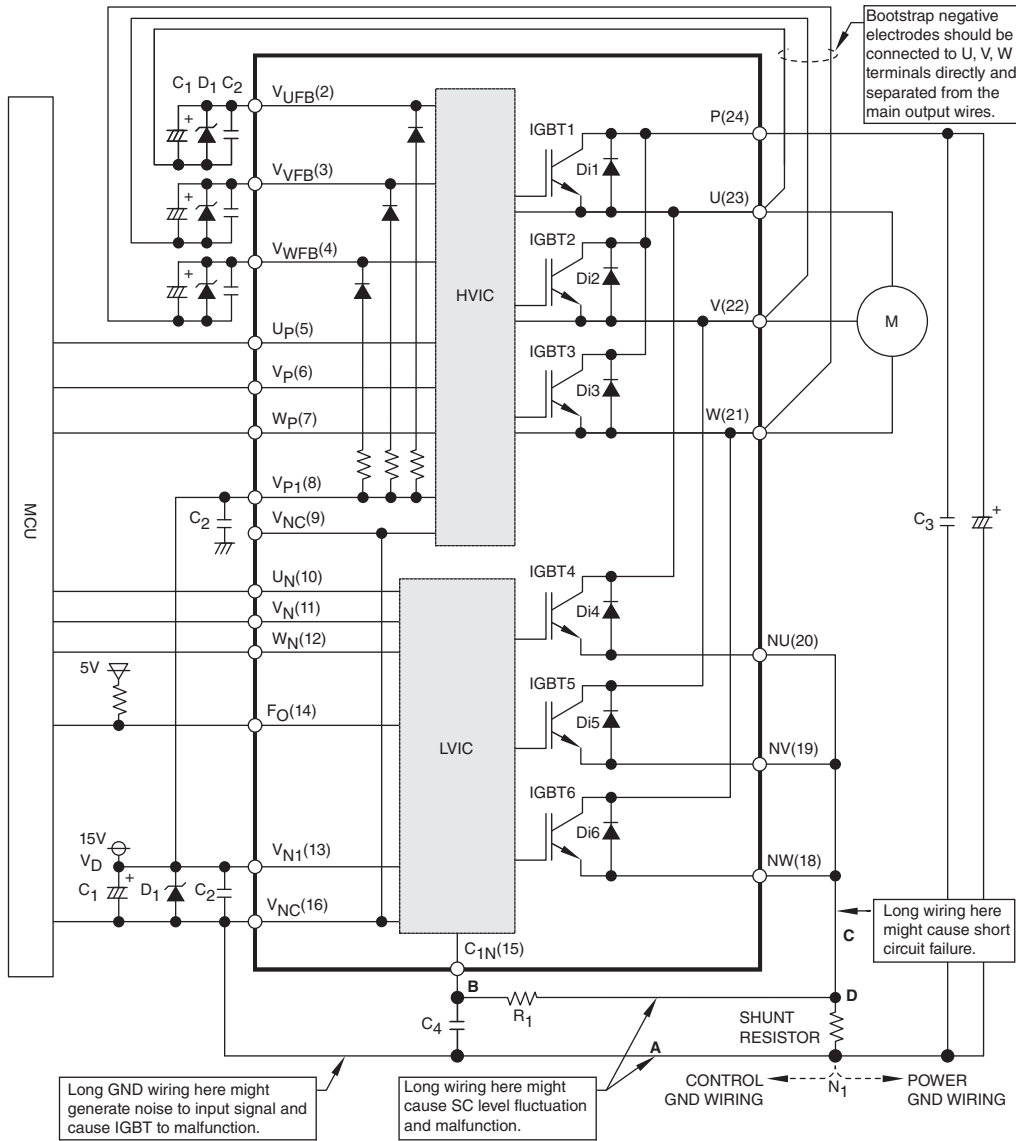 Bootstrap negative
electrodes should be
connected to U, V, W
terminals directly and
separated from the
main output wires.
C1 D1 C2
+
VUFB(2)
IGBT1
P(24)
Di1
VVFB(3)
+
U(23)
IGBT2
VWFB(4)
+
HVIC
Di2
V(22)
M
UP(5)
IGBT3
VP(6)
Di3
W(21)
WP(7)
MCU
VP1(8)
C2
VNC(9)
C3
+
UN(10)
IGBT4
VN(11)
Di4
WN(12)
NU(20)
5V
IGBT5
FO(14)
LVIC
Di5
NV(19)
IGBT6
15V
VD
VN1(13)
Di6
C1
+
D1
C2
NW(18)
VNC(16)
Long wiring here
might cause short
circuit failure.
C
C1N(15)
B
D
R1
C4
SHUNT
RESISTOR
A
Long GND wiring here might
generate noise to input signal and
cause IGBT to malfunction.
Long wiring here might
cause SC level fluctuation
and malfunction.
CONTROL
GND WIRING
N1
POWER
GND WIRING